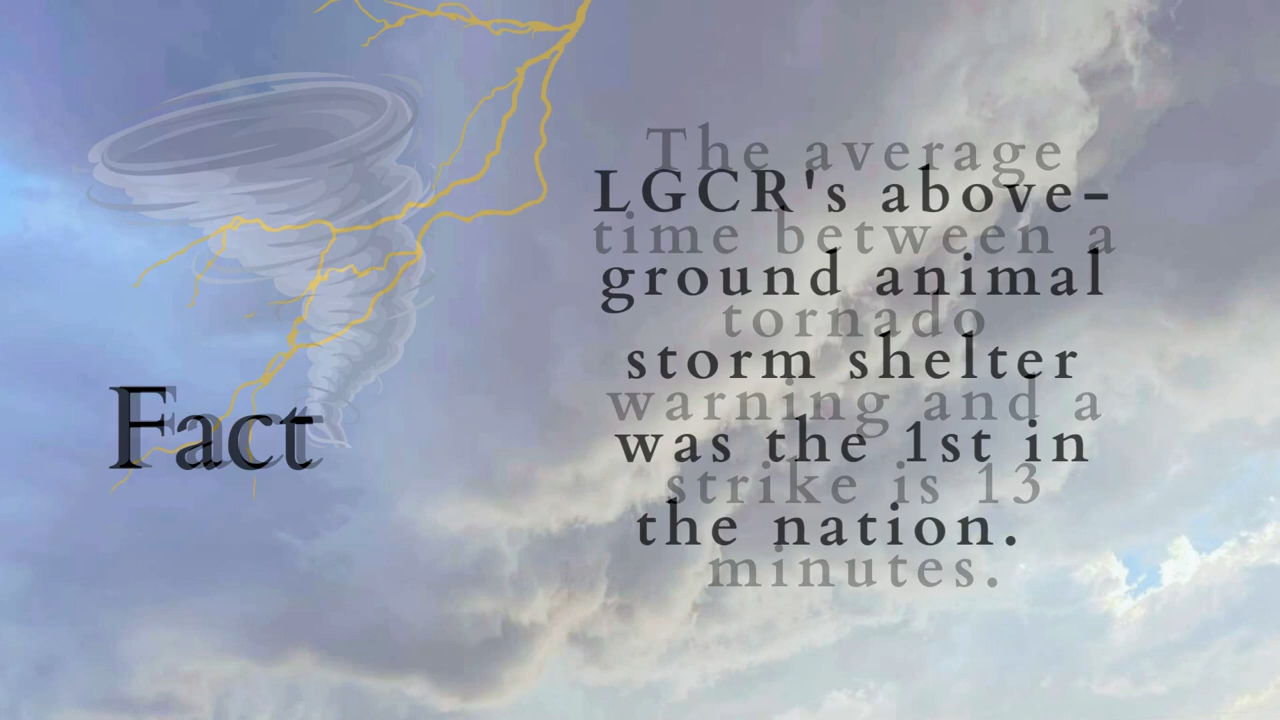 Fact
LGCR's above-
ground animal
storm shelter
was the 1st in
the nation.
The average
time between a
tornado
warning and a
strike is 13
minutes.